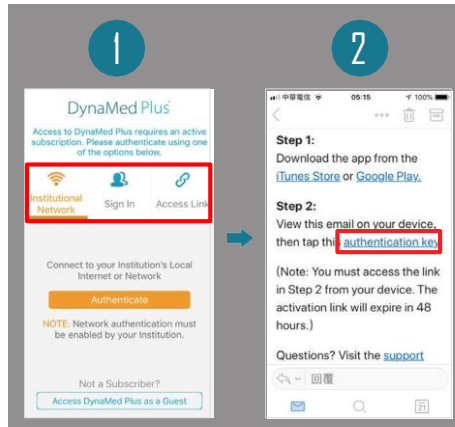 1
DynaMed Plus
Access to DynaMed Plus requires an active
subscription. Please authenticate using one
of the options below.
Institutional
Network
Sign In
Access Link
Connect to your Institution's Local
Internet or Network
Authenticate
NOTE: Network authentication must
be enabled by your Institution.
Not a Subscriber?
Access DynaMed Plus as a Guest
2
中華電信
05:15
100%
Step 1:
Download the app from the
iTunes Store or Google Play.
Step 2:
View this email on your device,
then tap this authentication key
(Note: You must access the link
in Step 2 from your device. The
activation link will expire in 48
hours.)
Questions? Visit the support
回覆
21